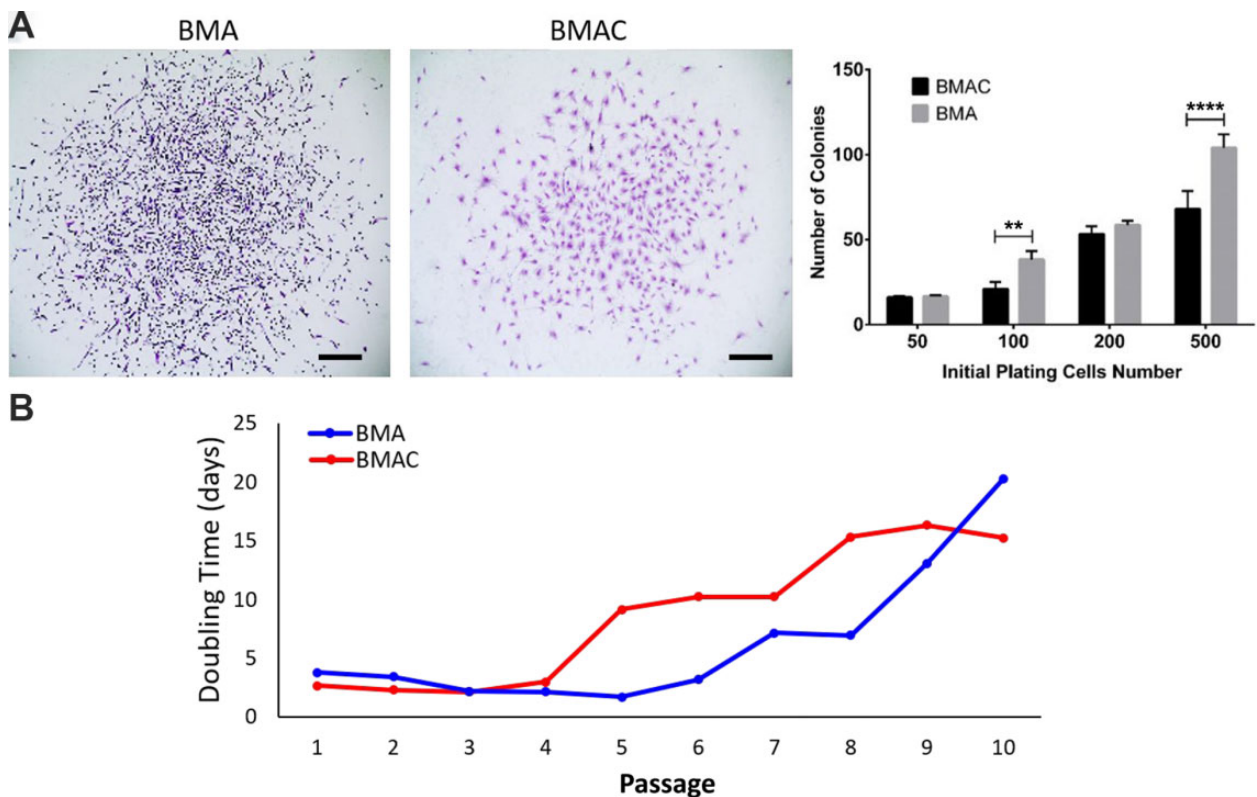 A
BMA
BMAC
150
100
50
0
Number of Colonies
BMAC
BMA
**
****
50 100 200 500
Initial Plating Cells Number
B
25
20
15
10
5
0
Doubling Time (days)
BMA
BMAC
1 2 3 4 5 6 7 8 9 10
Passage